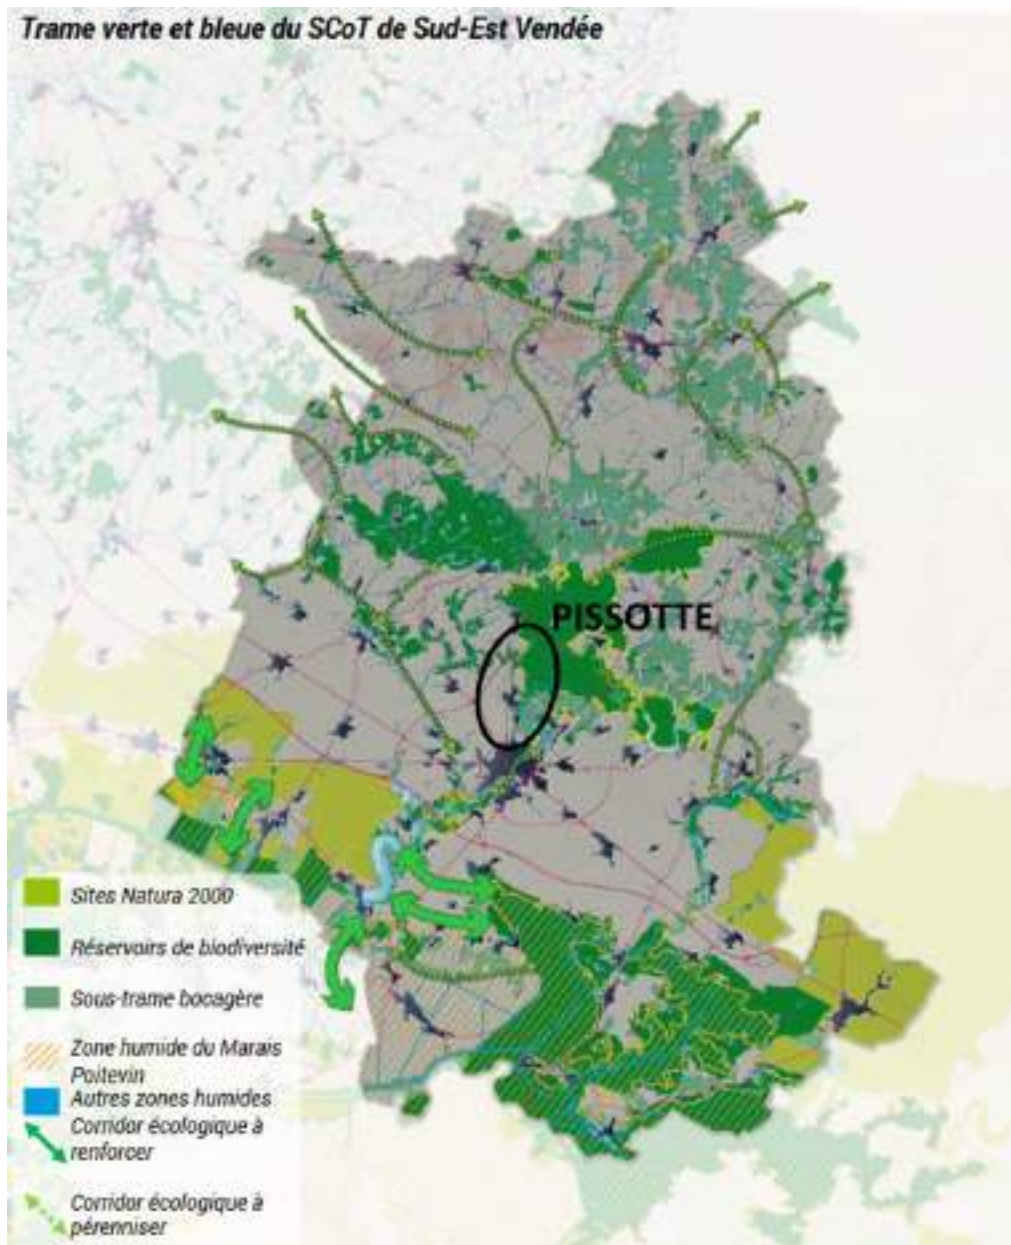 Trame verte et bleue du SCoT de Sud-Est Vendée
PISSOTTE
Sites Natura 2000
Réservoirs de biodiversité
Sous-trame bocagère
Zone humide du Marais
Poitevin
Autres zones humides
Corridor écologique à
renforcer
Corridor écologique à
pérenniser